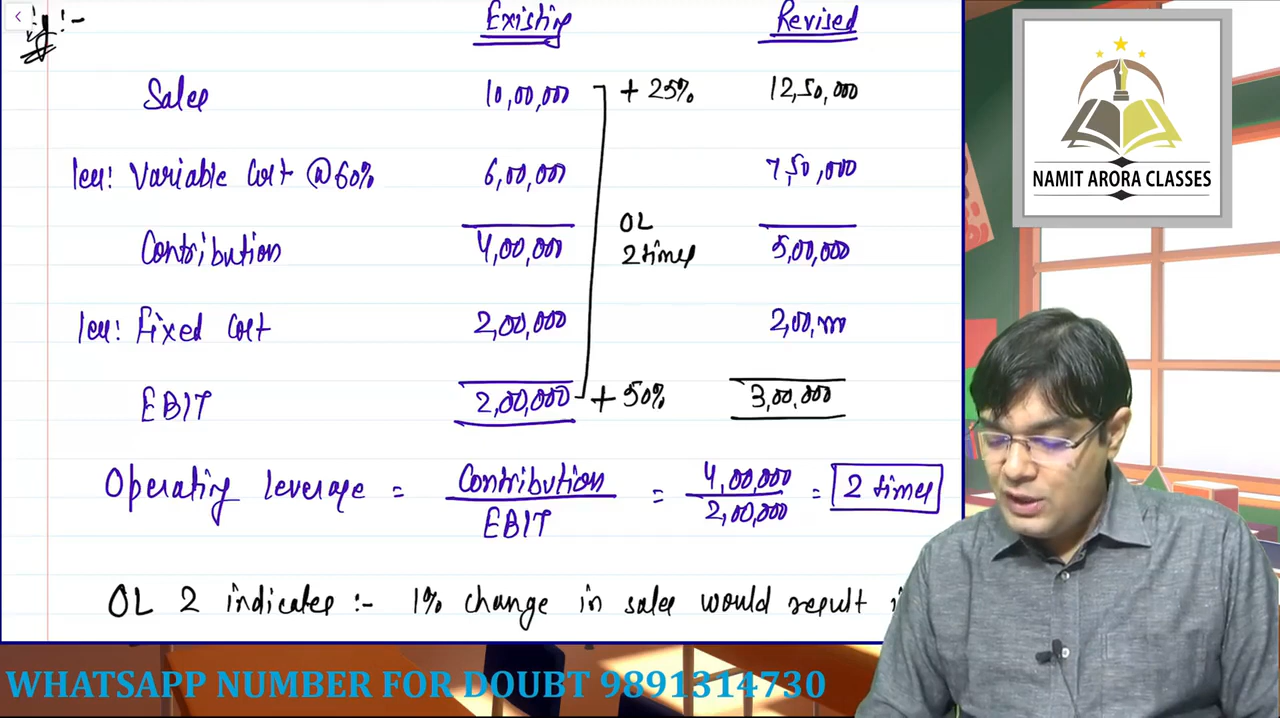 Existing Revised
Sales 10,00,000 + 25% 12,50,000
less: Variable Cost @60% 6,00,000 7,50,000
OL
Contribution 4,00,000 2 times 5,00,000
less: Fixed Cost 2,00,000 2,00,000
EBIT 2,00,000 + 50% 3,00,000
Operating leverage = Contribution / EBIT = 4,00,000 / 2,00,000 = 2 times
OL 2 indicates :- 1% change in sales would result
NAMIT ARORA CLASSES
WHATSAPP NUMBER FOR DOUBT 9891314730